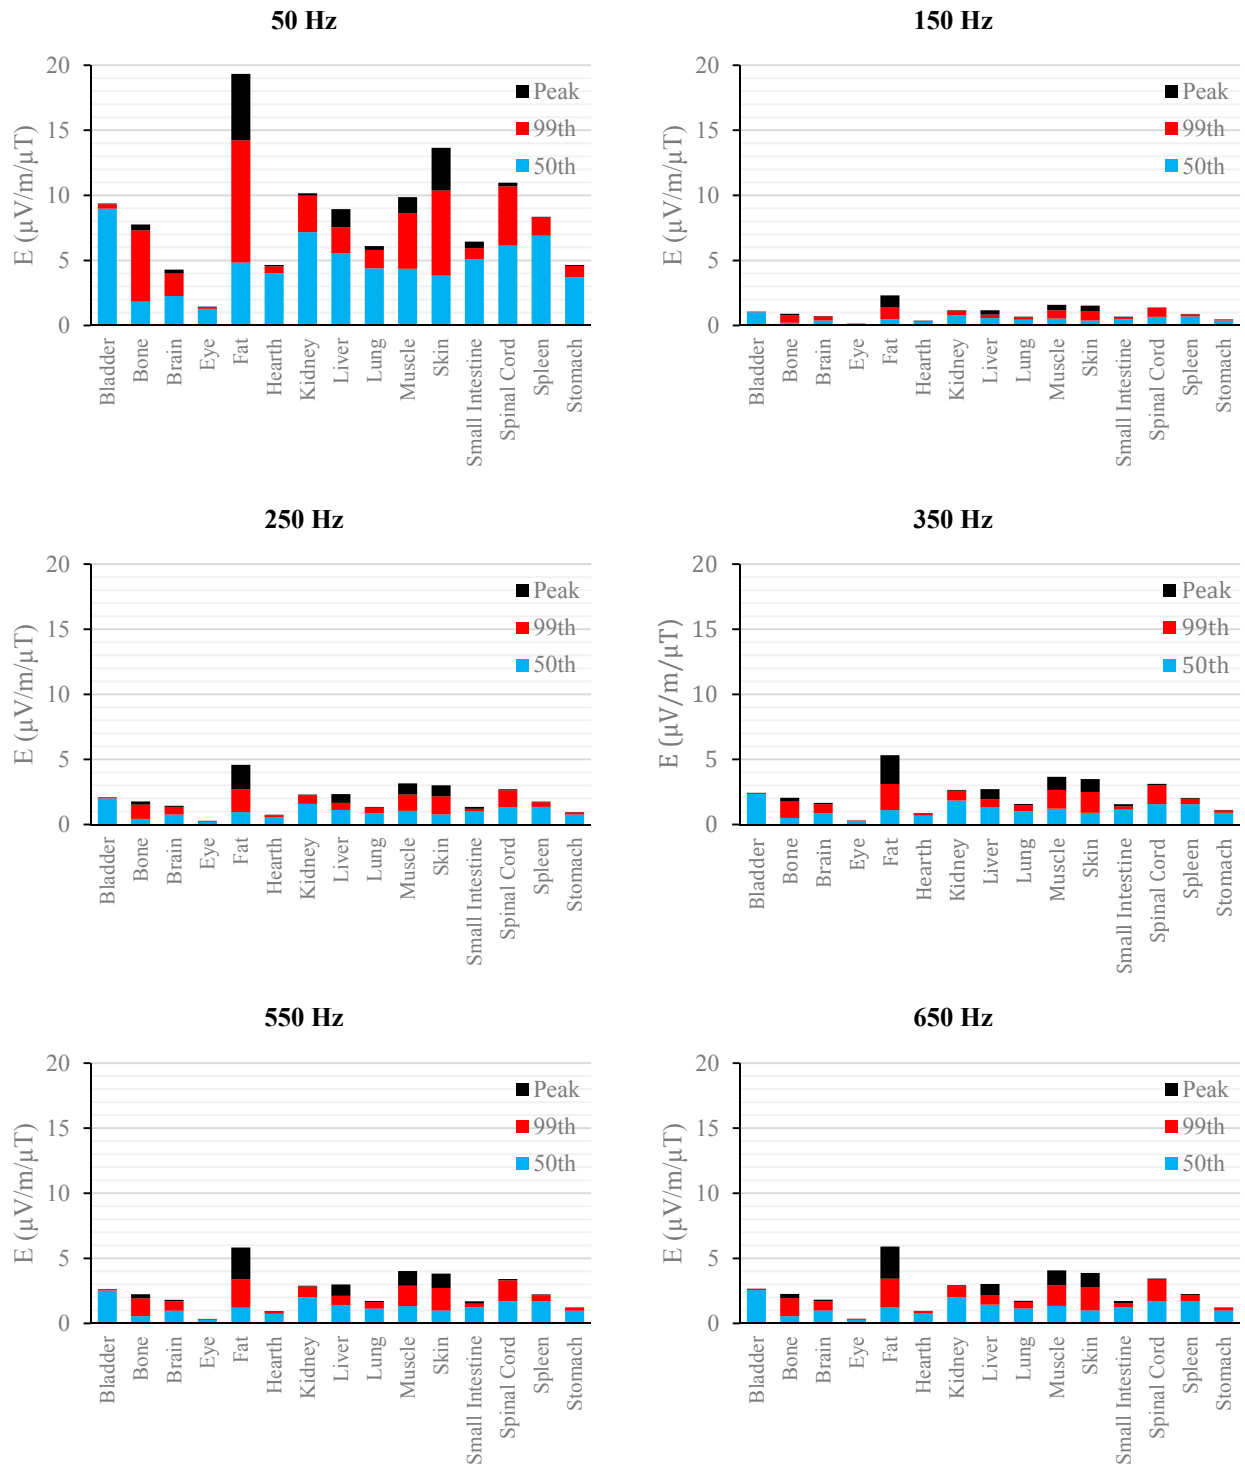 50 Hz
E (µV/m/µT)
20
15
10
5
0
Peak
99th
50th
Bladder
Bone
Brain
Eye
Fat
Hearth
Kidney
Liver
Lung
Muscle
Skin
Small Intestine
Spinal Cord
Spleen
Stomach
150 Hz
E (µV/m/µT)
20
15
10
5
0
Peak
99th
50th
Bladder
Bone
Brain
Eye
Fat
Hearth
Kidney
Liver
Lung
Muscle
Skin
Small Intestine
Spinal Cord
Spleen
Stomach
250 Hz
E (µV/m/µT)
20
15
10
5
0
Peak
99th
50th
Bladder
Bone
Brain
Eye
Fat
Hearth
Kidney
Liver
Lung
Muscle
Skin
Small Intestine
Spinal Cord
Spleen
Stomach
350 Hz
E (µV/m/µT)
20
15
10
5
0
Peak
99th
50th
Bladder
Bone
Brain
Eye
Fat
Hearth
Kidney
Liver
Lung
Muscle
Skin
Small Intestine
Spinal Cord
Spleen
Stomach
550 Hz
E (µV/m/µT)
20
15
10
5
0
Peak
99th
50th
Bladder
Bone
Brain
Eye
Fat
Hearth
Kidney
Liver
Lung
Muscle
Skin
Small Intestine
Spinal Cord
Spleen
Stomach
650 Hz
E (µV/m/µT)
20
15
10
5
0
Peak
99th
50th
Bladder
Bone
Brain
Eye
Fat
Hearth
Kidney
Liver
Lung
Muscle
Skin
Small Intestine
Spinal Cord
Spleen
Stomach